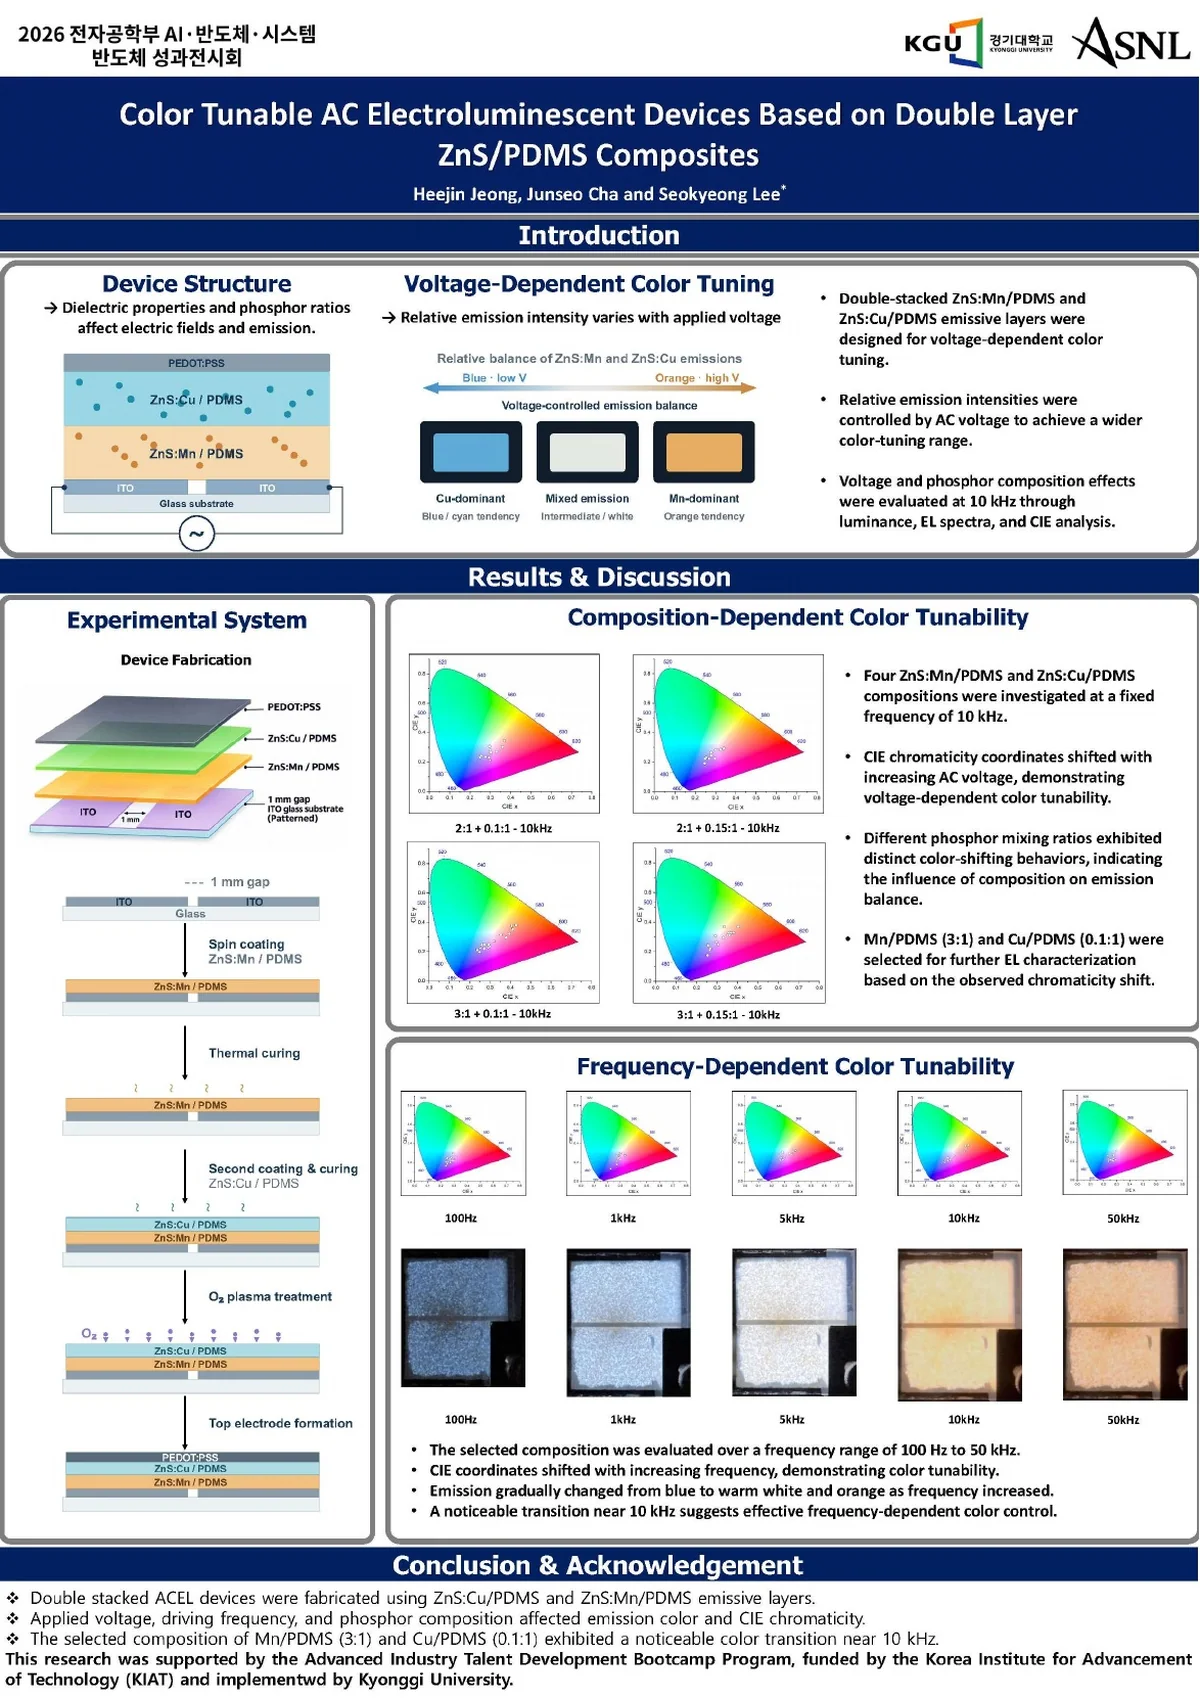 2026 전자공학부 AI·반도체·시스템
반도체 성과전시회
KGU 경기대학교
KYONGGI UNIVERSITY
ASNL
Color Tunable AC Electroluminescent Devices Based on Double Layer
ZnS/PDMS Composites
Heejin Jeong, Junseo Cha and Seokyeong Lee*
Introduction
Device Structure
→ Dielectric properties and phosphor ratios
affect electric fields and emission.
PEDOT:PSS
ZnS:Cu / PDMS
ZnS:Mn / PDMS
ITO
ITO
Glass substrate
~
Voltage-Dependent Color Tuning
→ Relative emission intensity varies with applied voltage
Relative balance of ZnS:Mn and ZnS:Cu emissions
Blue · low V
Orange · high V
Voltage-controlled emission balance
Cu-dominant
Mixed emission
Mn-dominant
Blue / cyan tendency
Intermediate / white
Orange tendency
• Double-stacked ZnS:Mn/PDMS and
ZnS:Cu/PDMS emissive layers were
designed for voltage-dependent color
tuning.
• Relative emission intensities were
controlled by AC voltage to achieve a wider
color-tuning range.
• Voltage and phosphor composition effects
were evaluated at 10 kHz through
luminance, EL spectra, and CIE analysis.
Results & Discussion
Experimental System
Device Fabrication
PEDOT:PSS
ZnS:Cu / PDMS
ZnS:Mn / PDMS
1 mm gap
ITO glass substrate
(Patterned)
ITO
1 mm
ITO
--- 1 mm gap
ITO
ITO
Glass
Spin coating
ZnS:Mn / PDMS
ZnS:Mn / PDMS
Thermal curing
ZnS:Mn / PDMS
Second coating & curing
ZnS:Cu / PDMS
ZnS:Cu / PDMS
ZnS:Mn / PDMS
O₂ plasma treatment
O₂
ZnS:Cu / PDMS
ZnS:Mn / PDMS
Top electrode formation
PEDOT:PSS
ZnS:Cu / PDMS
ZnS:Mn / PDMS
Composition-Dependent Color Tunability
CIE y
CIE x
2:1 + 0.1:1 - 10kHz
CIE y
CIE x
2:1 + 0.15:1 - 10kHz
CIE y
CIE x
3:1 + 0.1:1 - 10kHz
CIE y
CIE x
3:1 + 0.15:1 - 10kHz
• Four ZnS:Mn/PDMS and ZnS:Cu/PDMS
compositions were investigated at a fixed
frequency of 10 kHz.
• CIE chromaticity coordinates shifted with
increasing AC voltage, demonstrating
voltage-dependent color tunability.
• Different phosphor mixing ratios exhibited
distinct color-shifting behaviors, indicating
the influence of composition on emission
balance.
• Mn/PDMS (3:1) and Cu/PDMS (0.1:1) were
selected for further EL characterization
based on the observed chromaticity shift.
Frequency-Dependent Color Tunability
100Hz
1kHz
5kHz
10kHz
50kHz
100Hz
1kHz
5kHz
10kHz
50kHz
• The selected composition was evaluated over a frequency range of 100 Hz to 50 kHz.
• CIE coordinates shifted with increasing frequency, demonstrating color tunability.
• Emission gradually changed from blue to warm white and orange as frequency increased.
• A noticeable transition near 10 kHz suggests effective frequency-dependent color control.
Conclusion & Acknowledgement
❖ Double stacked ACEL devices were fabricated using ZnS:Cu/PDMS and ZnS:Mn/PDMS emissive layers.
❖ Applied voltage, driving frequency, and phosphor composition affected emission color and CIE chromaticity.
❖ The selected composition of Mn/PDMS (3:1) and Cu/PDMS (0.1:1) exhibited a noticeable color transition near 10 kHz.
This research was supported by the Advanced Industry Talent Development Bootcamp Program, funded by the Korea Institute for Advancement
of Technology (KIAT) and implementwd by Kyonggi University.